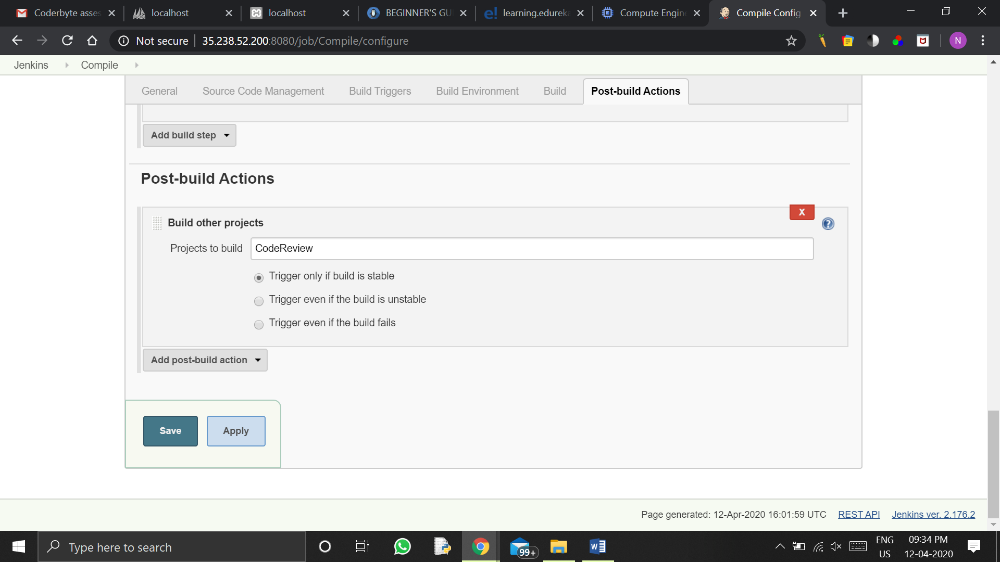 Coderbyte asses
localhost
localhost
BEGINNER'S GU
learning.edureka
Compute Engin
Compile Config
Not secure
35.238.52.200:8080/job/Compile/configure
N
Jenkins
Compile
General
Source Code Management
Build Triggers
Build Environment
Build
Post-build Actions
Add build step
Post-build Actions
X
Build other projects
?
Projects to build
CodeReview
Trigger only if build is stable
Trigger even if the build is unstable
Trigger even if the build fails
Add post-build action
Save
Apply
Page generated: 12-Apr-2020 16:01:59 UTC
REST API
Jenkins ver. 2.176.2
Type here to search
99+
W
ENG
US
09:34 PM
12-04-2020